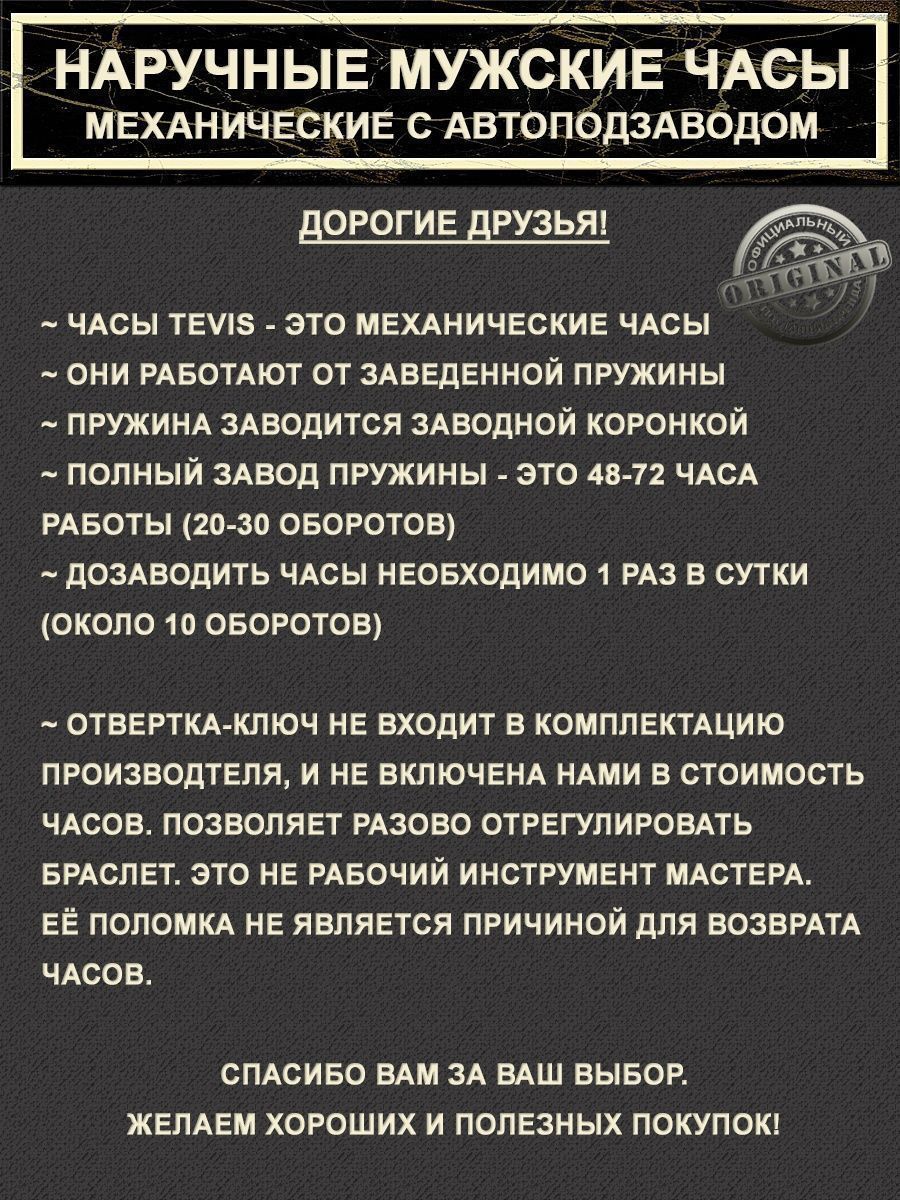 НАРУЧНЫЕ МУЖСКИЕ ЧАСЫ
МЕХАНИЧЕСКИЕ С АВТОПОДЗАВОДОМ
ДОРОГИЕ ДРУЗЬЯ!
ОФИЦИАЛЬНЫЙ
ORIGINAL
~ ЧАСЫ TEVIS - ЭТО МЕХАНИЧЕСКИЕ ЧАСЫ
~ ОНИ РАБОТАЮТ ОТ ЗАВЕДЕННОЙ ПРУЖИНЫ
~ ПРУЖИНА ЗАВОДИТСЯ ЗАВОДНОЙ КОРОНКОЙ
~ ПОЛНЫЙ ЗАВОД ПРУЖИНЫ - ЭТО 48-72 ЧАСА
РАБОТЫ (20-30 ОБОРОТОВ)
~ ДОЗАВОДИТЬ ЧАСЫ НЕОБХОДИМО 1 РАЗ В СУТКИ
(ОКОЛО 10 ОБОРОТОВ)
~ ОТВЕРТКА-КЛЮЧ НЕ ВХОДИТ В КОМПЛЕКТАЦИЮ
ПРОИЗВОДТЕЛЯ, И НЕ ВКЛЮЧЕНА НАМИ В СТОИМОСТЬ
ЧАСОВ. ПОЗВОЛЯЕТ РАЗОВО ОТРЕГУЛИРОВАТЬ
БРАСЛЕТ. ЭТО НЕ РАБОЧИЙ ИНСТРУМЕНТ МАСТЕРА.
ЕЁ ПОЛОМКА НЕ ЯВЛЯЕТСЯ ПРИЧИНОЙ ДЛЯ ВОЗВРАТА
ЧАСОВ.
СПАСИБО ВАМ ЗА ВАШ ВЫБОР.
ЖЕЛАЕМ ХОРОШИХ И ПОЛЕЗНЫХ ПОКУПОК!